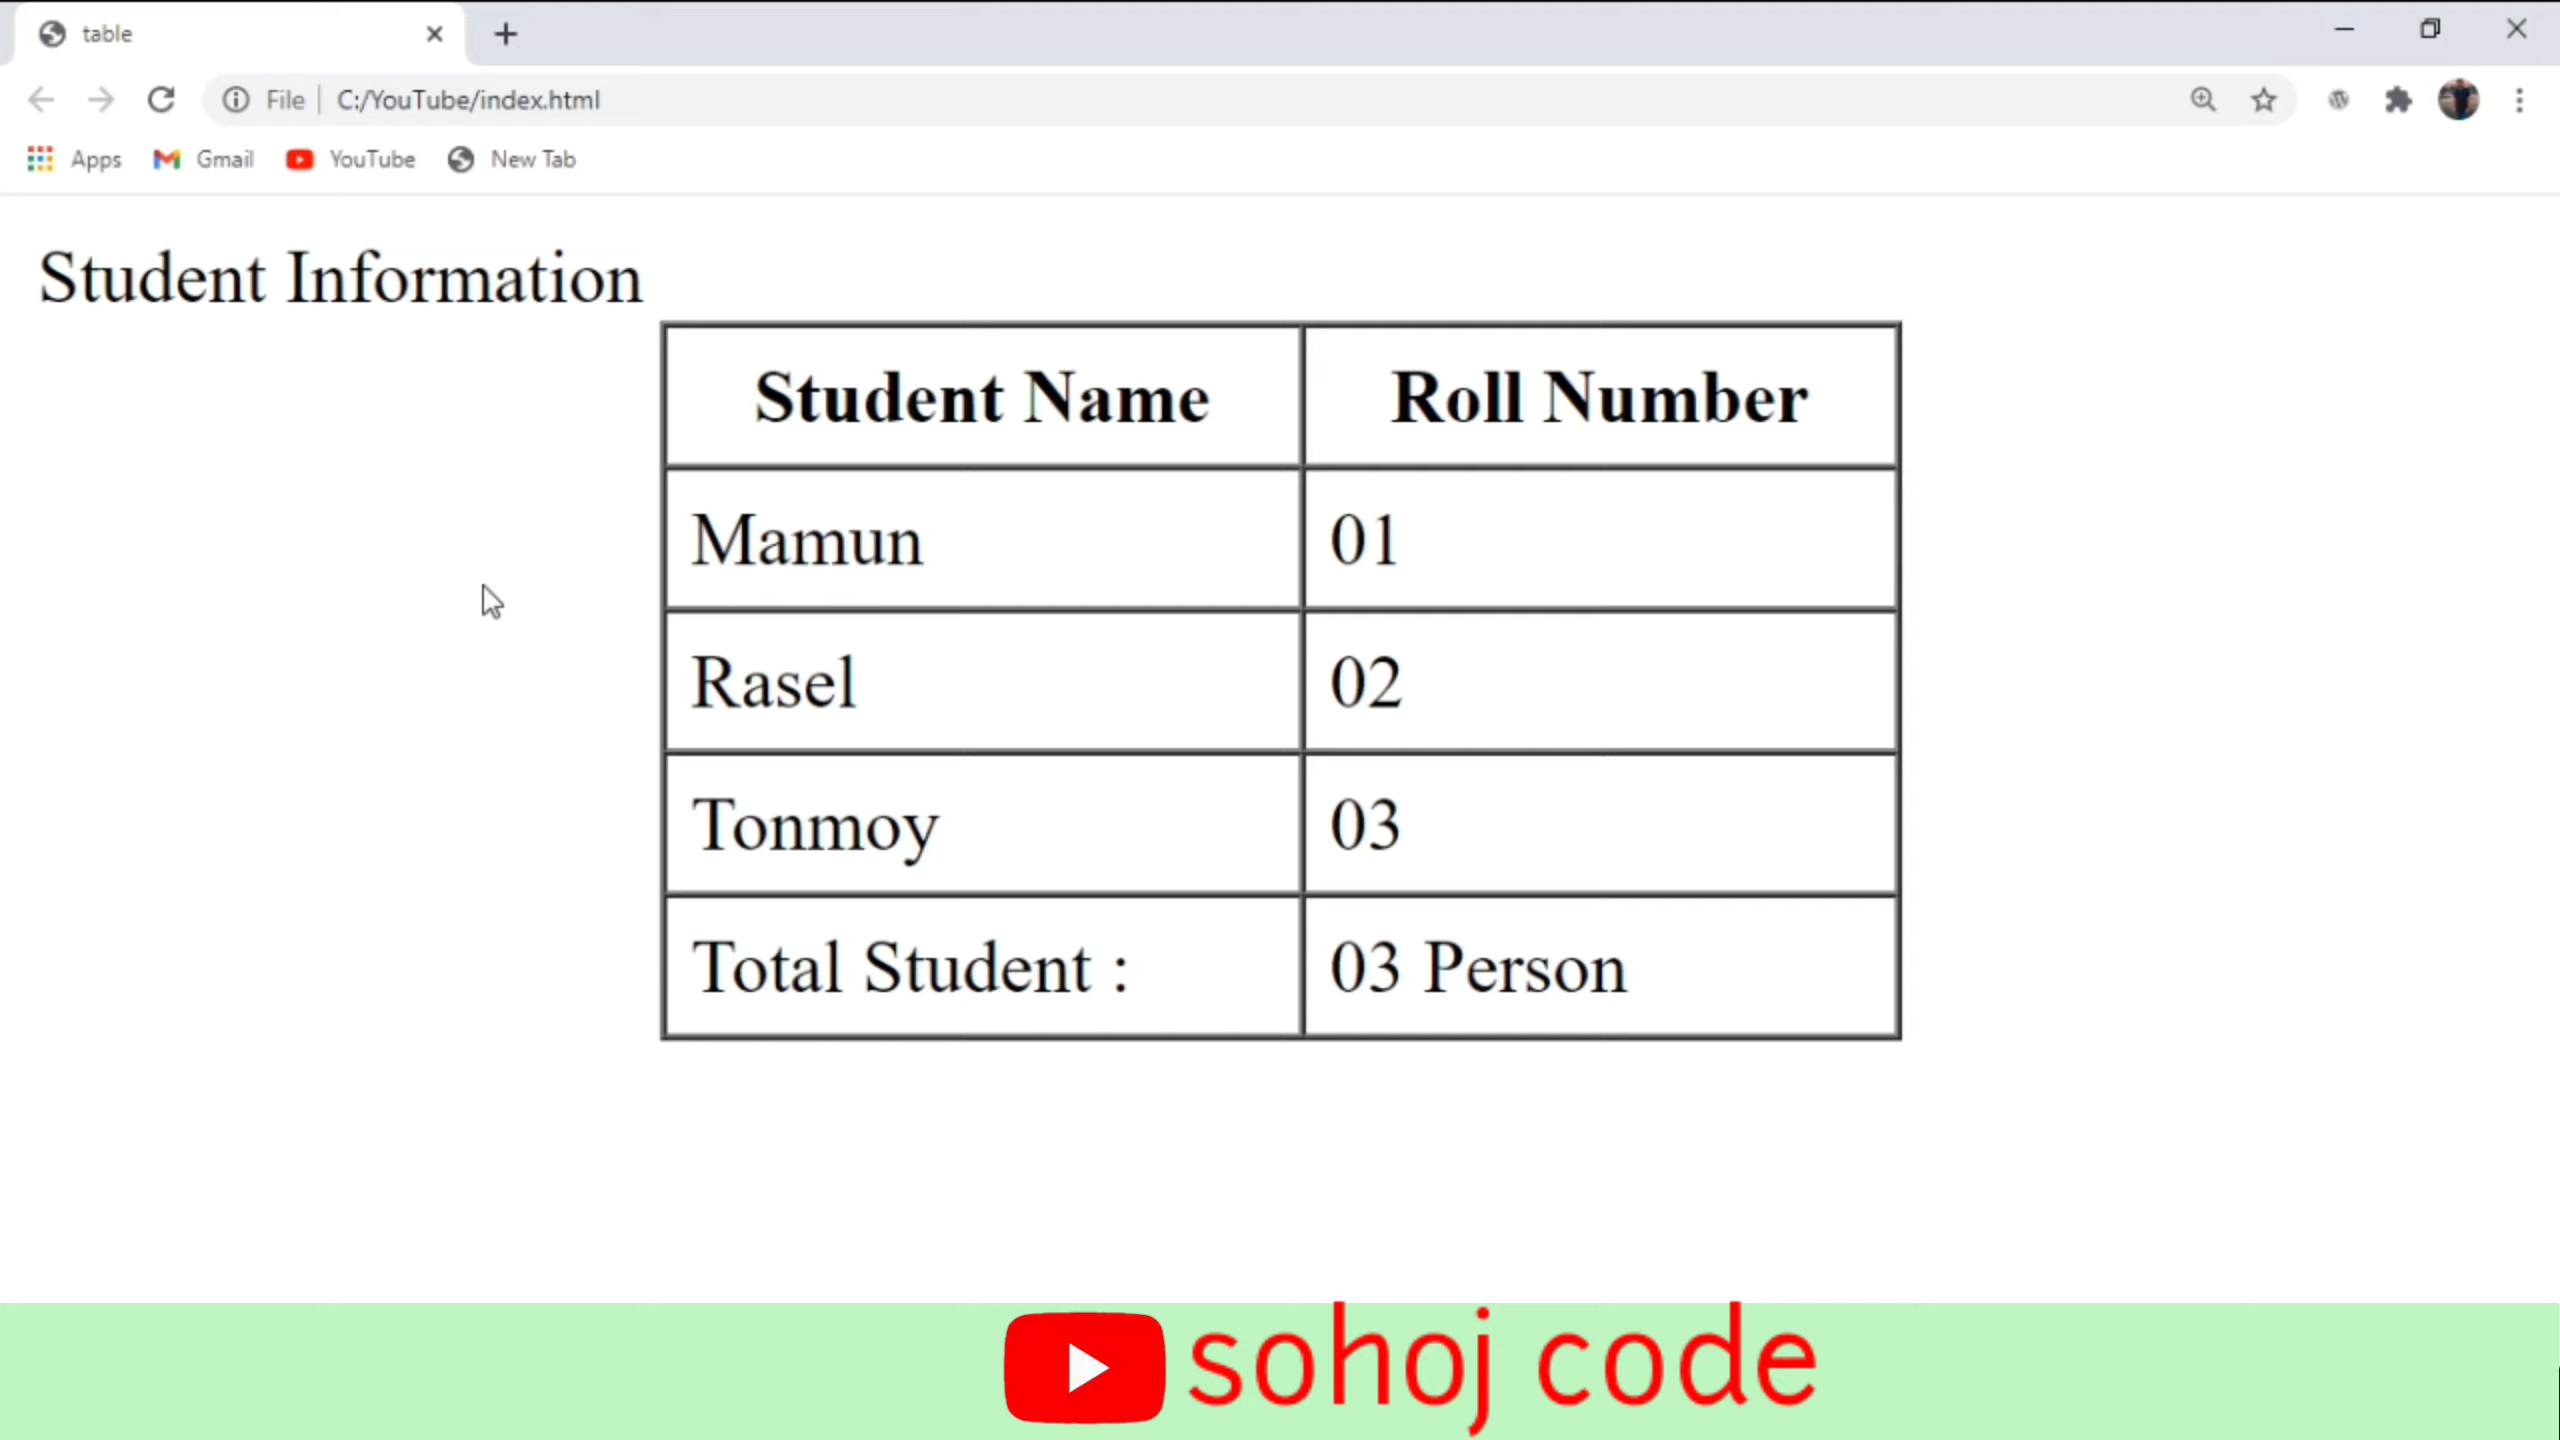 table
File C:/YouTube/index.html
Apps Gmail YouTube New Tab
Student Information
Student Name Roll Number
Mamun 01
Rasel 02
Tonmoy 03
Total Student : 03 Person
sohoj code